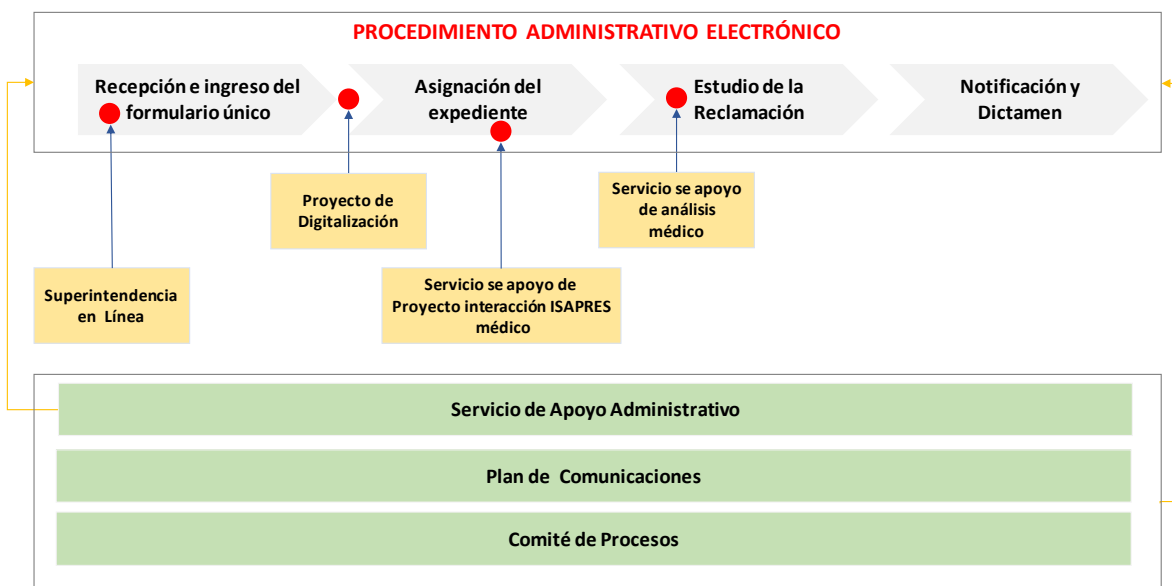 PROCEDIMIENTO ADMINISTRATIVO ELECTRÓNICO
Recepción e ingreso del
formulario único
Asignación del
expediente
Estudio de la
Reclamación
Notificación y
Dictamen
Proyecto de
Digitalización
Servicio se apoyo
de análisis
médico
Superintendencia
en Línea
Servicio se apoyo de
Proyecto interacción ISAPRES
médico
Servicio de Apoyo Administrativo
Plan de Comunicaciones
Comité de Procesos